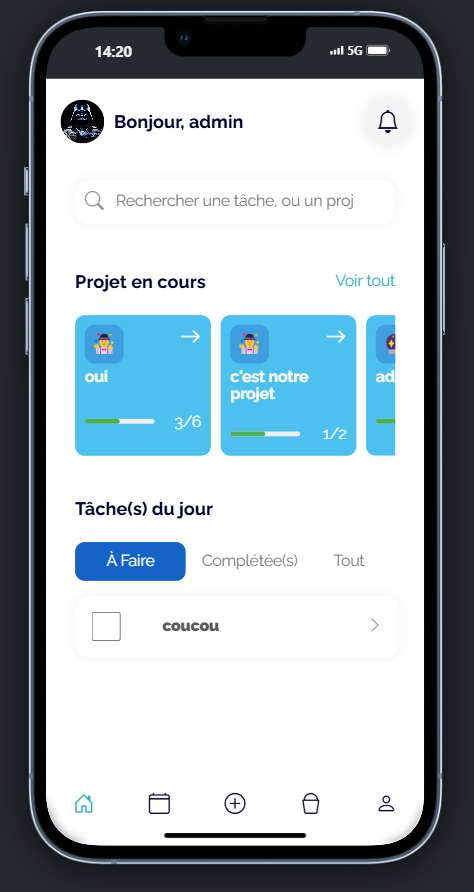 14:20
5G
Bonjour, admin
Rechercher une tâche, ou un proj
Projet en cours
Voir tout
oui
3/6
c'est notre
projet
1/2
ad
Tâche(s) du jour
À Faire
Complétée(s)
Tout
coucou